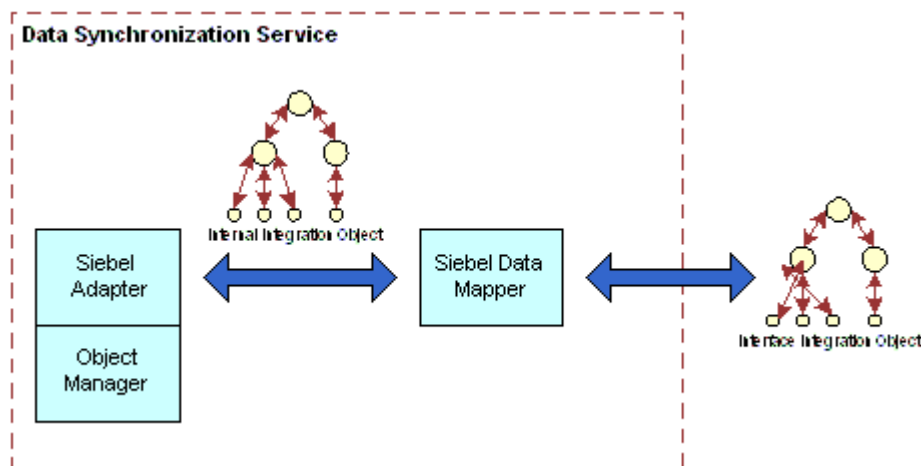 Data Synchronization Service
Internal Integration Object
Siebel
Adapter
Siebel Data
Mapper
Object
Manager
Interface Integration Object